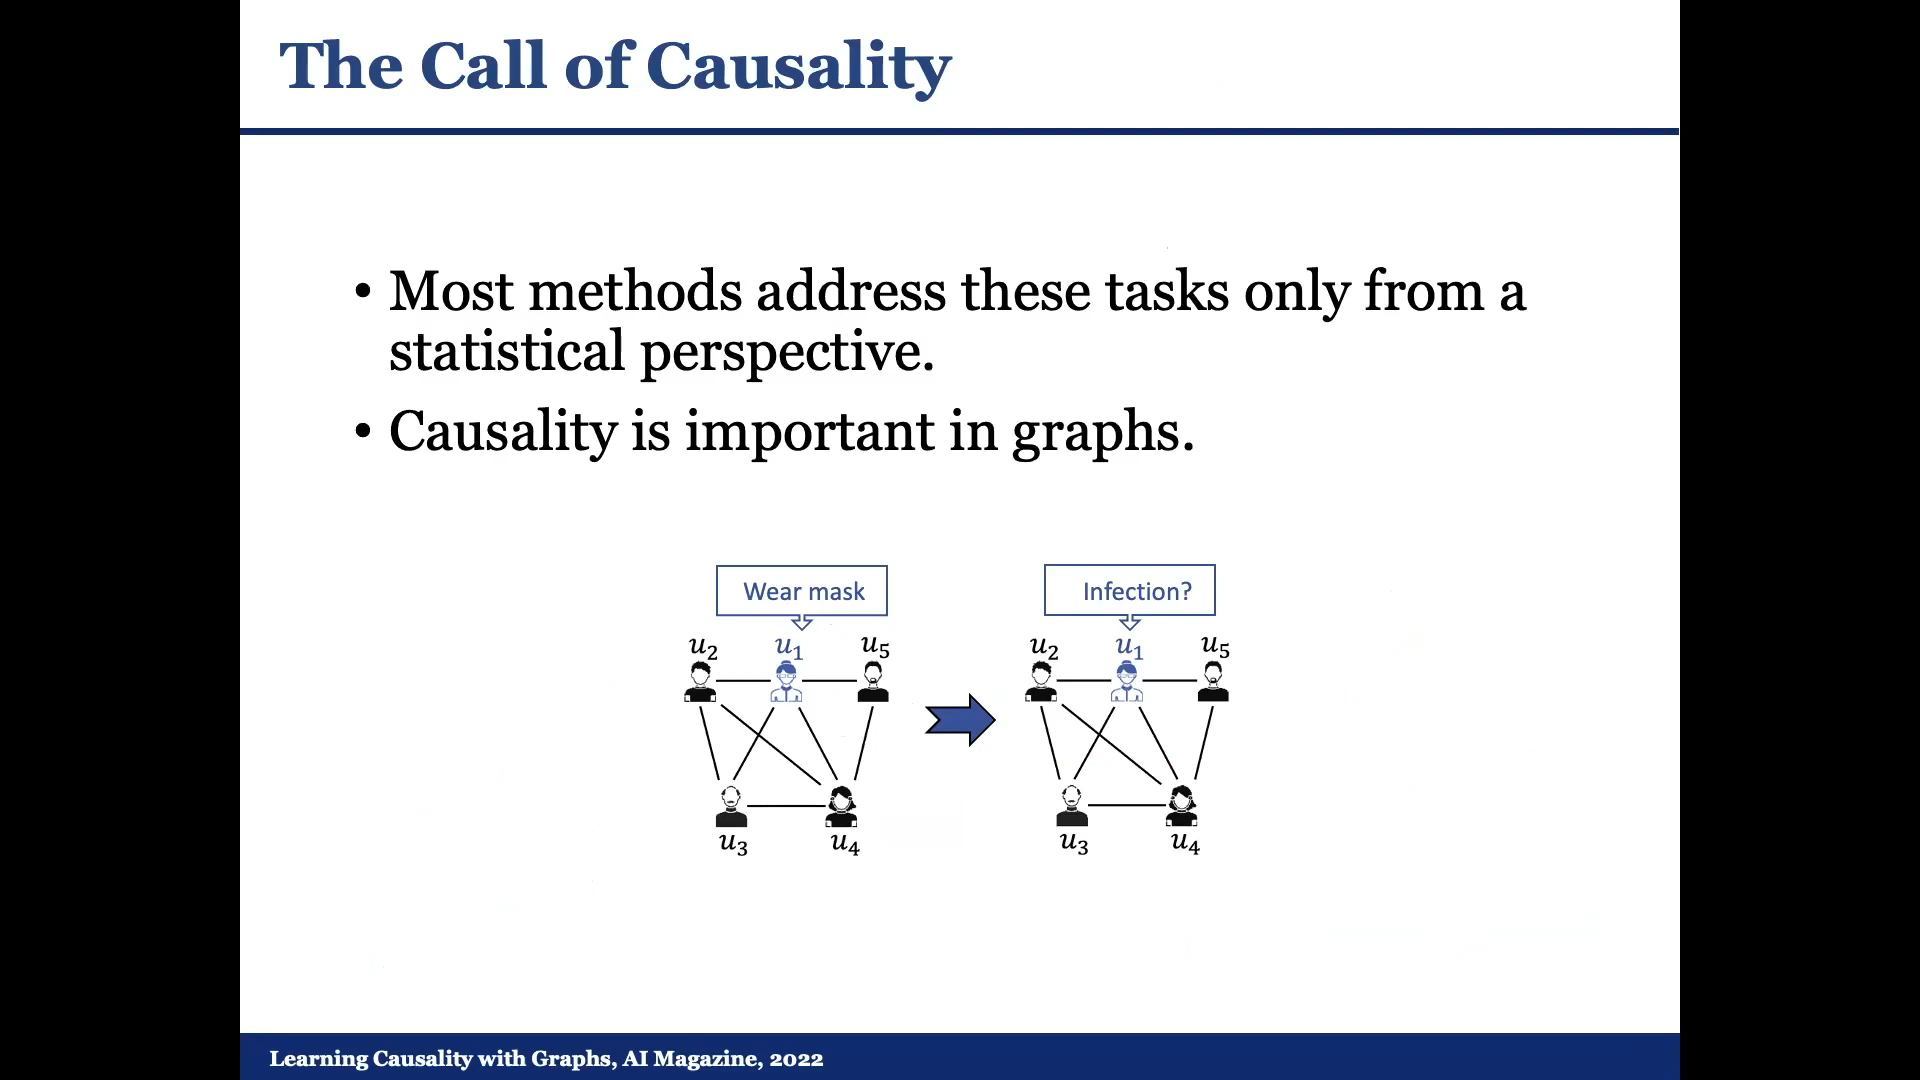 The Call of Causality
• Most methods address these tasks only from a
statistical perspective.
• Causality is important in graphs.
Wear mask
Infection?
u₂ u₁ u₅
u₂ u₁ u₅
u₃ u₄
u₃ u₄
Learning Causality with Graphs, AI Magazine, 2022